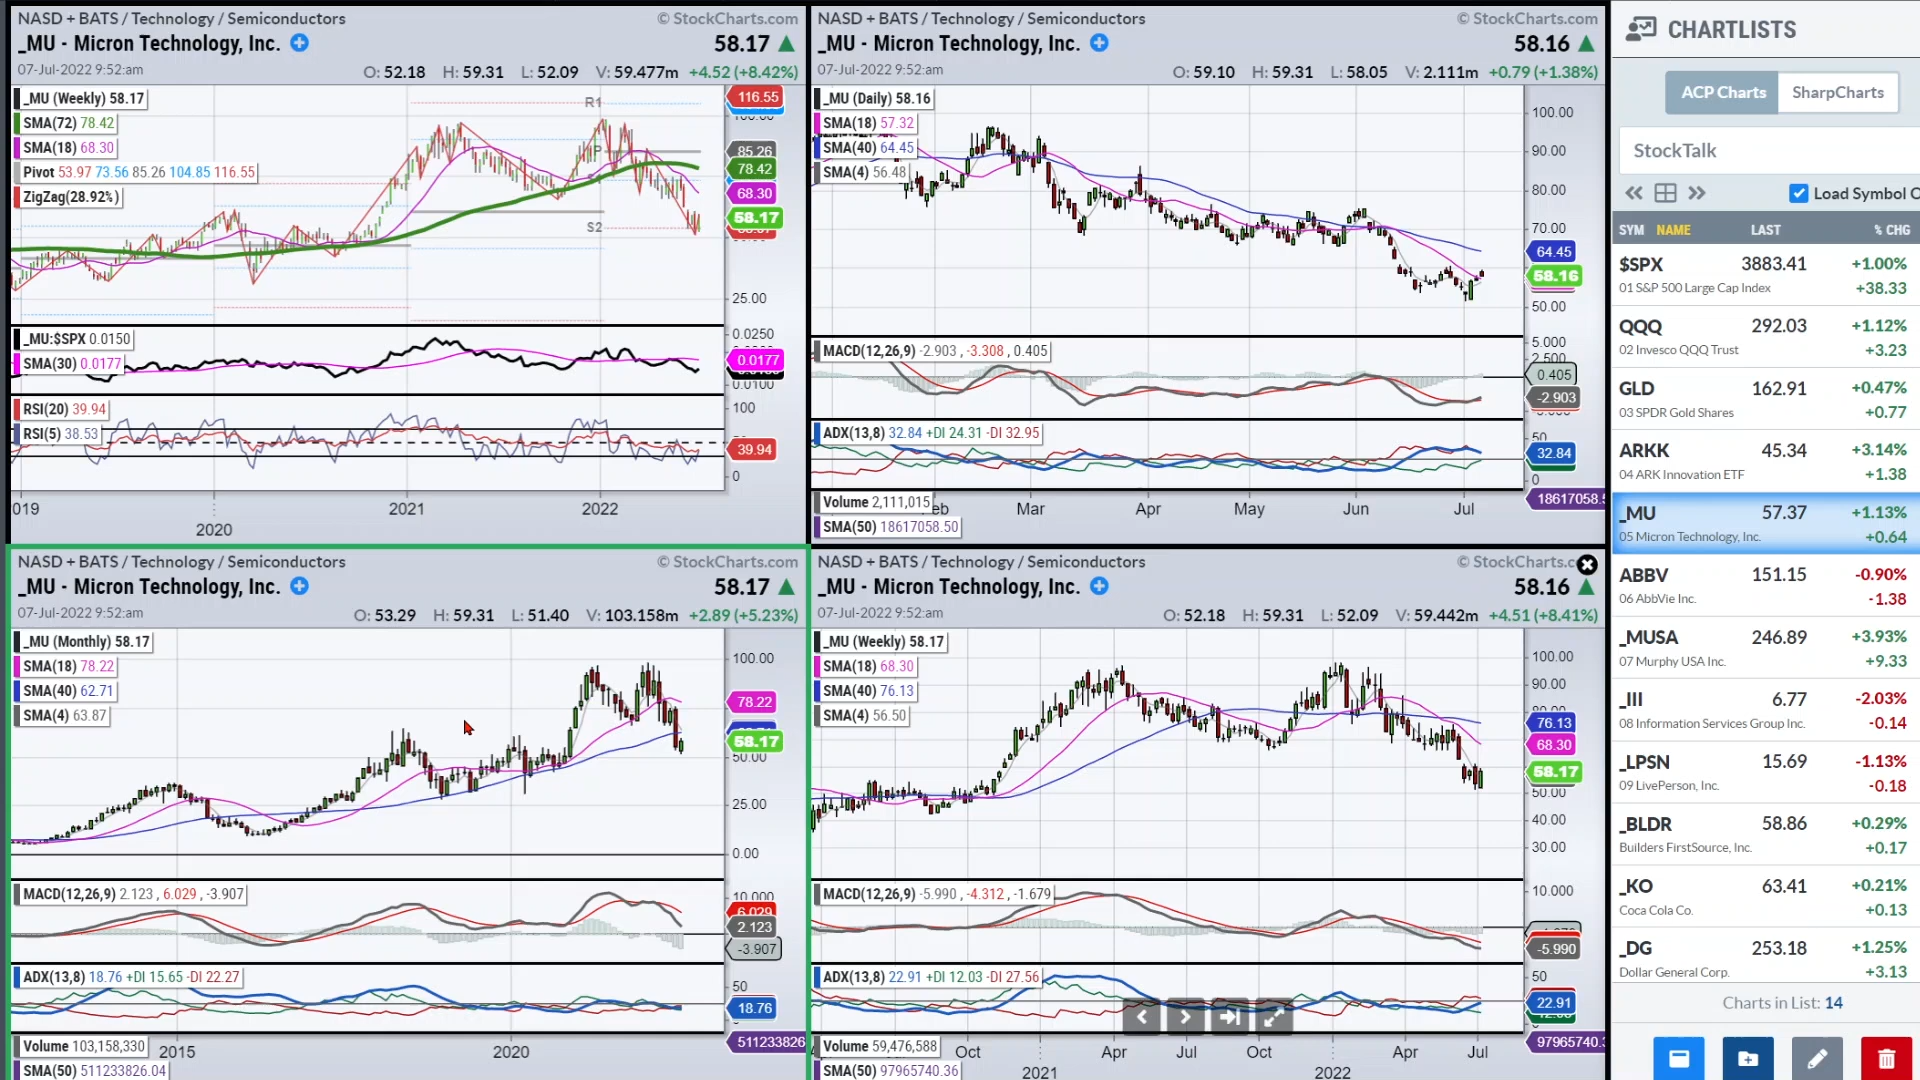 NASD + BATS / Technology / Semiconductors
© StockCharts.com
_MU - Micron Technology, Inc.
58.17
07-Jul-2022 9:52:am
O: 52.18 H: 59.31 L: 52.09 V: 59.477m +4.52 (+8.42%)
_MU (Weekly) 58.17
SMA(72) 78.42
SMA(18) 68.30
Pivot 53.97 73.56 85.26 104.85 116.55
ZigZag(28.92%)
R1
P
S2
116.55
85.26
78.42
68.30
58.17
25.00
_MU:$SPX 0.0150
SMA(30) 0.0177
0.0250
0.0177
0.0100
RSI(20) 39.94
RSI(5) 38.53
100
39.94
0
019
2020
2021
2022
NASD + BATS / Technology / Semiconductors
© StockCharts.com
_MU - Micron Technology, Inc.
58.16
07-Jul-2022 9:52:am
O: 59.10 H: 59.31 L: 58.05 V: 2.111m +0.79 (+1.38%)
_MU (Daily) 58.16
SMA(18) 57.32
SMA(40) 64.45
SMA(4) 56.48
100.00
90.00
80.00
70.00
64.45
58.16
50.00
MACD(12,26,9) -2.903 , -3.308 , 0.405
5.000
2.500
0.405
-2.903
ADX(13,8) 32.84 +DI 24.31 -DI 32.95
50
32.84
0
Volume 2,111,015
SMA(50) 18617058.50
18617058.5
eb
Mar
Apr
May
Jun
Jul
NASD + BATS / Technology / Semiconductors
© StockCharts.com
_MU - Micron Technology, Inc.
58.17
07-Jul-2022 9:52:am
O: 53.29 H: 59.31 L: 51.40 V: 103.158m +2.89 (+5.23%)
_MU (Monthly) 58.17
SMA(18) 78.22
SMA(40) 62.71
SMA(4) 63.87
100.00
78.22
58.17
50.00
25.00
0.00
MACD(12,26,9) 2.123 , 6.029 , -3.907
10.000
6.029
2.123
-3.907
ADX(13,8) 18.76 +DI 15.65 -DI 22.27
50
18.76
Volume 103,158,330
SMA(50) 511233826.04
511233826
2015
2020
NASD + BATS / Technology / Semiconductors
© StockCharts.c
_MU - Micron Technology, Inc.
58.16
07-Jul-2022 9:52:am
O: 52.18 H: 59.31 L: 52.09 V: 59.442m +4.51 (+8.41%)
_MU (Weekly) 58.17
SMA(18) 68.30
SMA(40) 76.13
SMA(4) 56.50
100.00
90.00
76.13
68.30
58.17
50.00
40.00
30.00
MACD(12,26,9) -5.990 , -4.312 , -1.679
10.000
-5.990
ADX(13,8) 22.91 +DI 12.03 -DI 27.56
50
22.91
Volume 59,476,588
SMA(50) 97965740.36
97965740.3
Oct
2021
Apr
Jul
Oct
2022
Apr
Jul
CHARTLISTS
ACP Charts SharpCharts
StockTalk
Load Symbol O
SYM NAME LAST % CHG
$SPX 3883.41 +1.00%
01 S&P 500 Large Cap Index +38.33
QQQ 292.03 +1.12%
02 Invesco QQQ Trust +3.23
GLD 162.91 +0.47%
03 SPDR Gold Shares +0.77
ARKK 45.34 +3.14%
04 ARK Innovation ETF +1.38
_MU 57.37 +1.13%
05 Micron Technology, Inc. +0.64
ABBV 151.15 -0.90%
06 AbbVie Inc. -1.38
_MUSA 246.89 +3.93%
07 Murphy USA Inc. +9.33
_III 6.77 -2.03%
08 Information Services Group Inc. -0.14
_LPSN 15.69 -1.13%
09 LivePerson, Inc. -0.18
_BLDR 58.86 +0.29%
Builders FirstSource, Inc. +0.17
_KO 63.41 +0.21%
Coca Cola Co. +0.13
_DG 253.18 +1.25%
Dollar General Corp. +3.13
Charts in List: 14